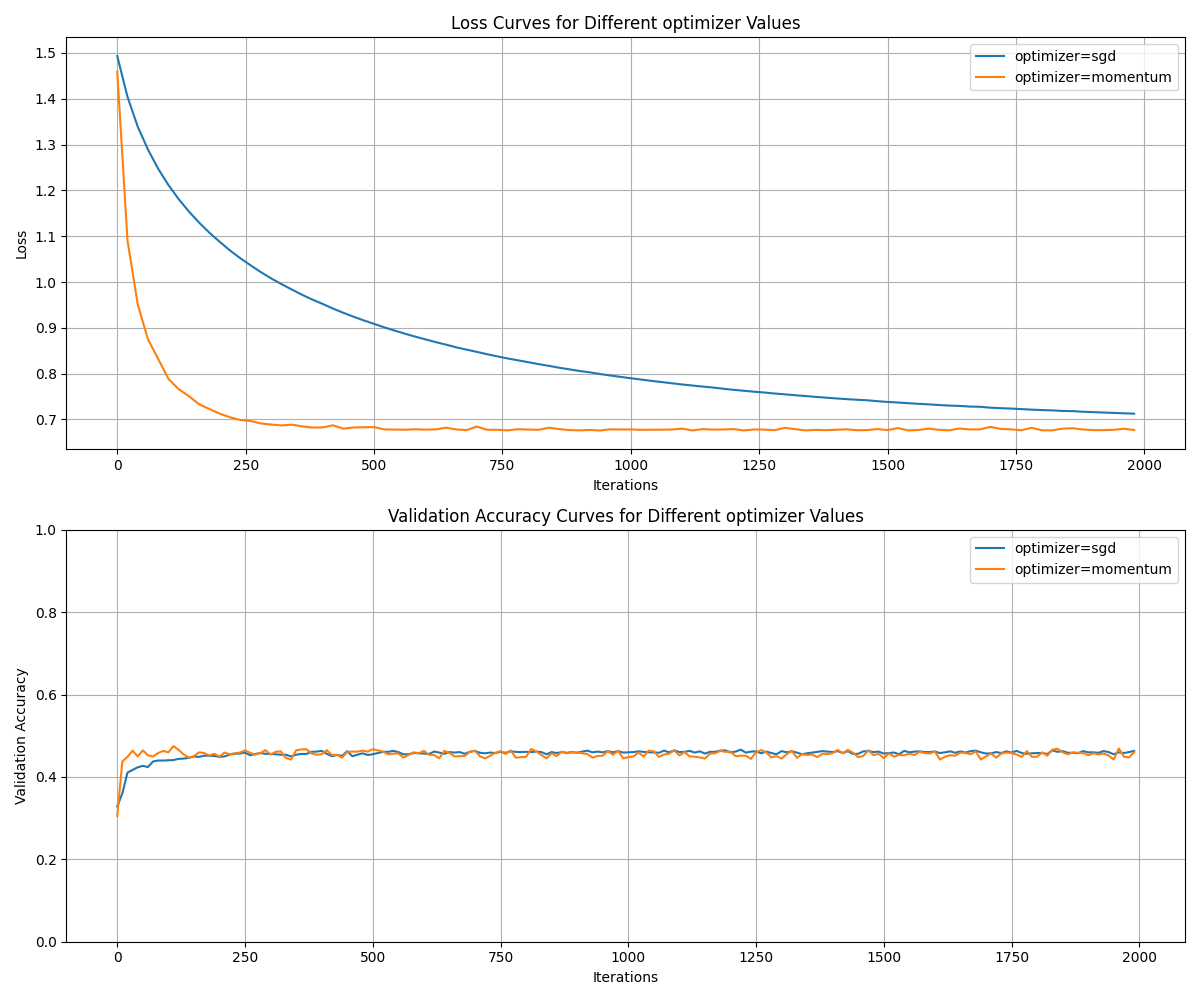 Loss Curves for Different optimizer Values
optimizer=sgd
optimizer=momentum
1.5
1.4
1.3
1.2
1.1
1.0
0.9
0.8
0.7
Loss
0 250 500 750 1000 1250 1500 1750 2000
Iterations
Validation Accuracy Curves for Different optimizer Values
optimizer=sgd
optimizer=momentum
1.0
0.8
0.6
0.4
0.2
0.0
Validation Accuracy
0 250 500 750 1000 1250 1500 1750 2000
Iterations